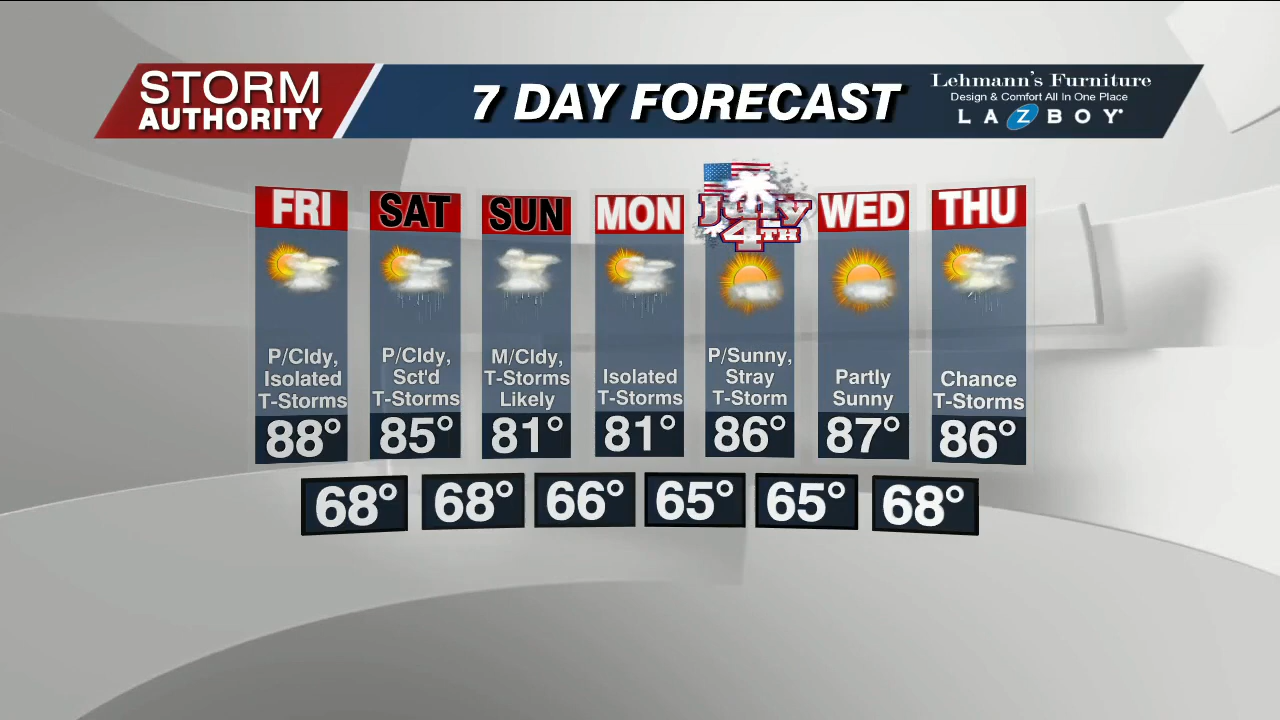 STORM
AUTHORITY
7 DAY FORECAST
Lehmann's Furniture
Design & Comfort All In One Place
LAZBOY®
FRI
P/Cldy,
Isolated
T-Storms
88°
SAT
P/Cldy,
Sct'd
T-Storms
85°
SUN
M/Cldy,
T-Storms
Likely
81°
MON
Isolated
T-Storms
81°
July
4TH
P/Sunny,
Stray
T-Storm
86°
WED
Partly
Sunny
87°
THU
Chance
T-Storms
86°
68° 68° 66° 65° 65° 68°